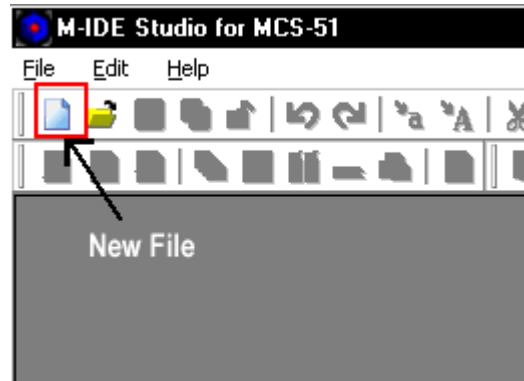 M-IDE Studio for MCS-51
File Edit Help
a A
New File